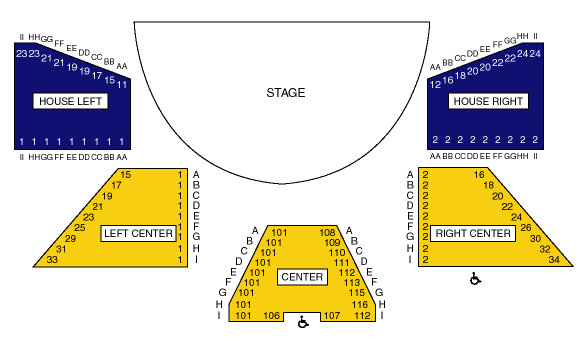 II HH GG FF EE DD CC BB AA
23 23 21 21 19 19 17 15 11
HOUSE LEFT
1 1 1 1 1 1 1 1 1
II HH GG FF EE DD CC BB AA
STAGE
AA BB CC DD EE FF GG HH II
12 16 18 20 20 22 22 24 24
HOUSE RIGHT
2 2 2 2 2 2 2 2 2
AA BB CC DD EE FF GG HH II
15 1 A
17 1 B
19 1 C
21 1 D
23 1 E
25 1 F
LEFT CENTER
29 1 G
31 1 H
33 1 I
A 101 108 A
B 101 109 B
C 101 110 C
D 101 111 D
E 101 112 E
F 101 113 F
CENTER
G 101 115 G
H 101 116 H
I 101 106 107 112 I
A 2 16
B 2 18
C 2 20
D 2 22
E 2 24
F 2 26
RIGHT CENTER
G 2 30
H 2 32
I 2 34